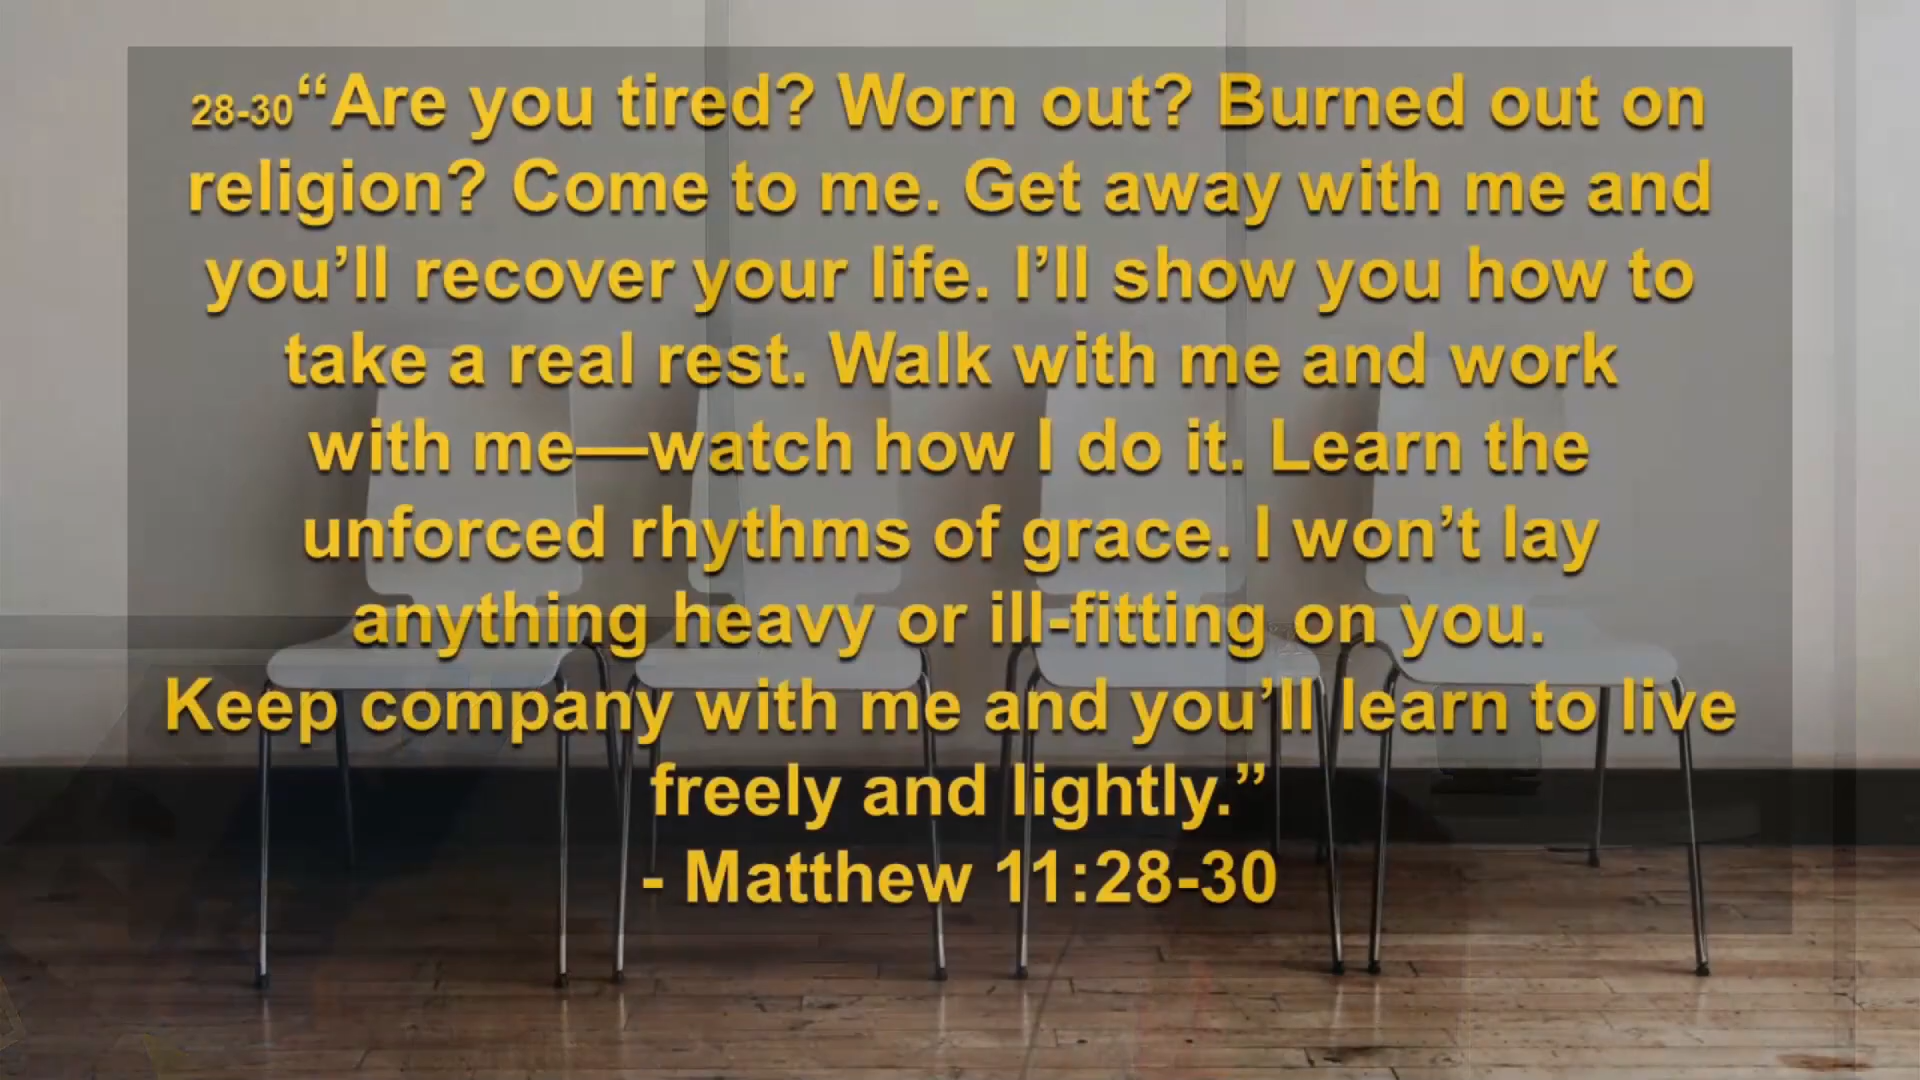 28-30“Are you tired? Worn out? Burned out on
religion? Come to me. Get away with me and
you’ll recover your life. I’ll show you how to
take a real rest. Walk with me and work
with me—watch how I do it. Learn the
unforced rhythms of grace. I won’t lay
anything heavy or ill-fitting on you.
Keep company with me and you’ll learn to live
freely and lightly.”
- Matthew 11:28-30